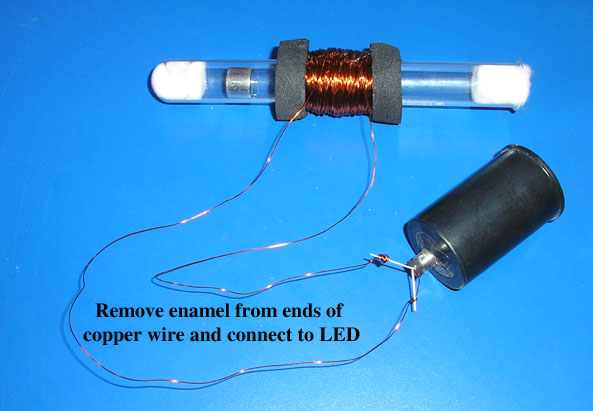 Remove enamel from ends of
copper wire and connect to LED